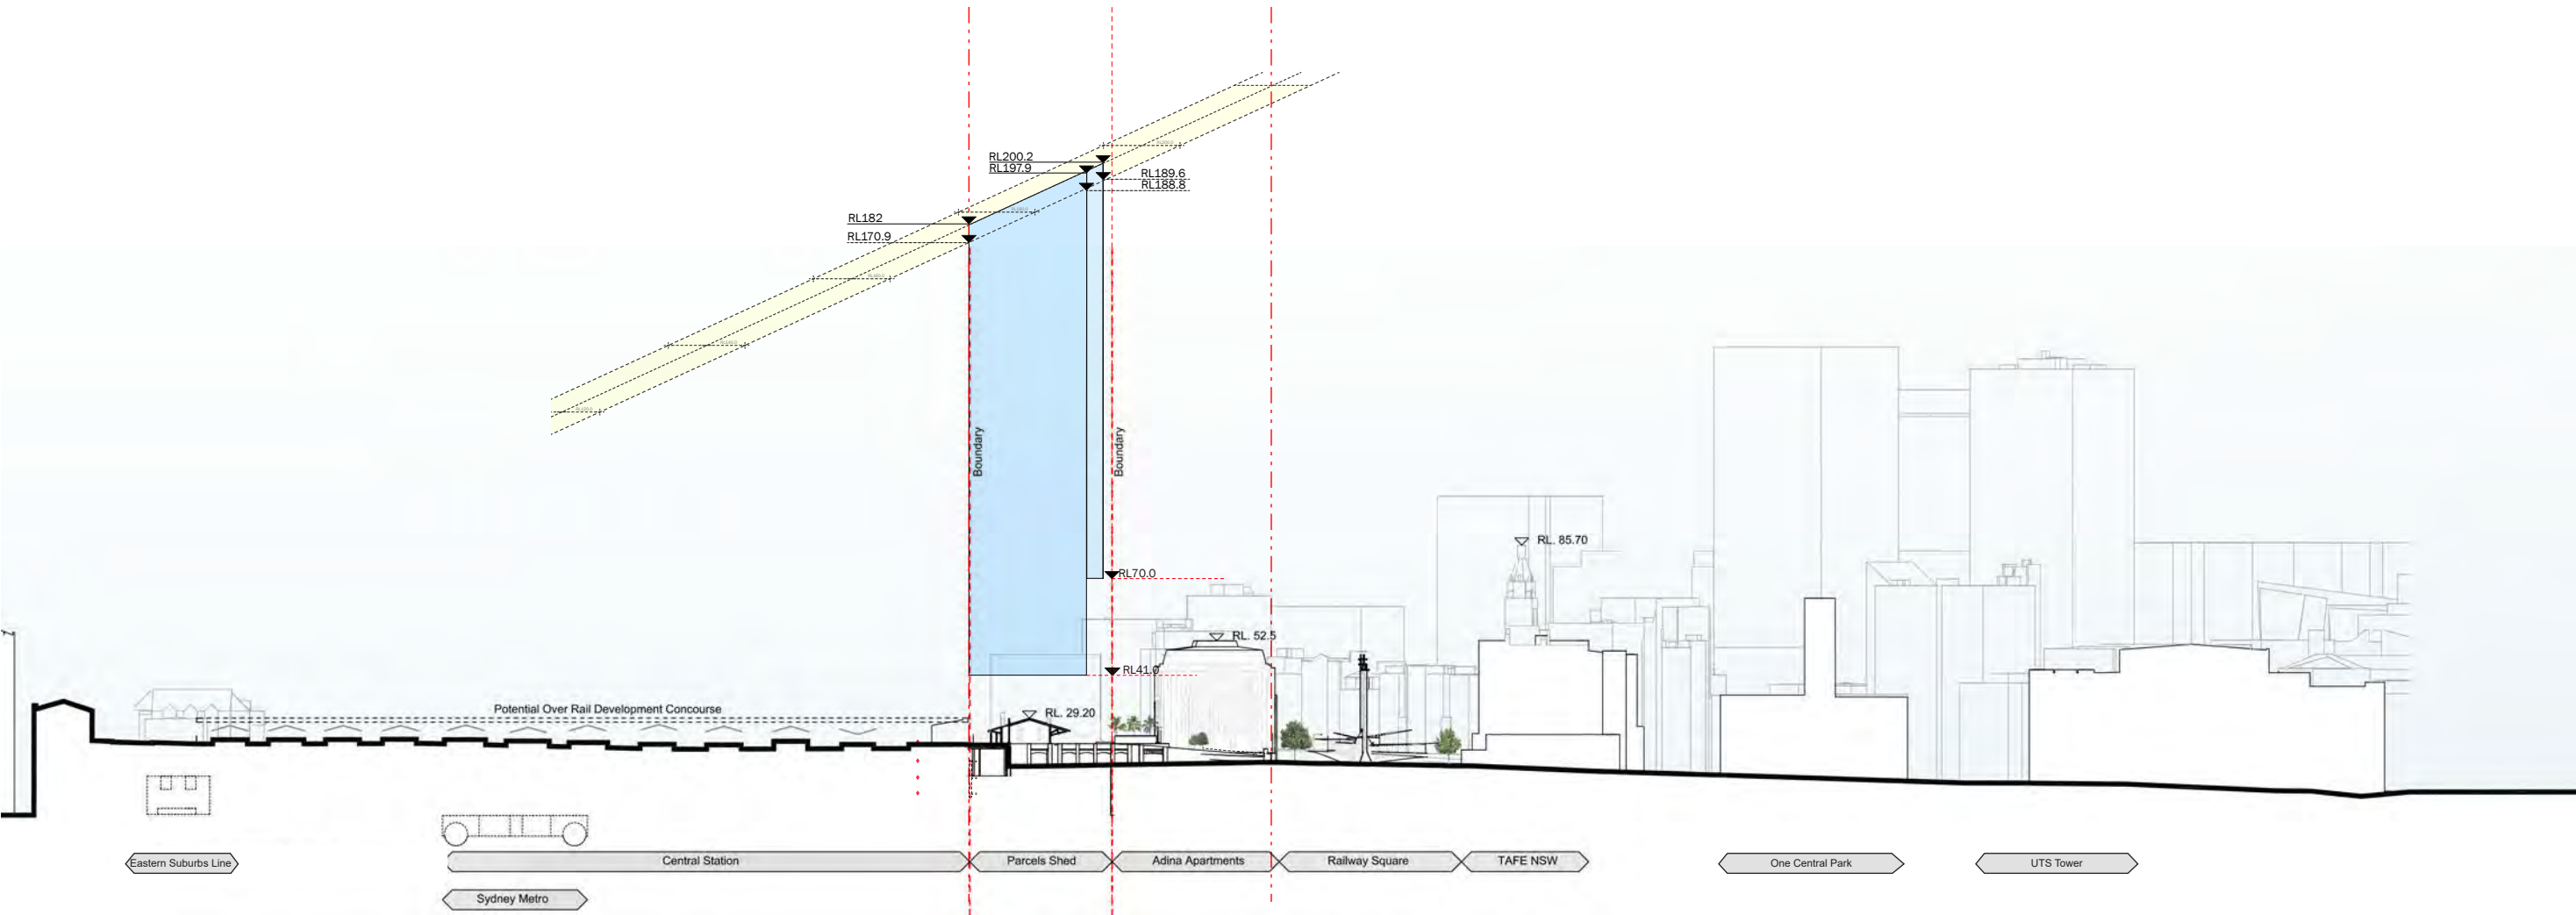 RL200.2
RL197.9
RL189.6
RL188.8
RL182
RL170.9
Boundary
Boundary
RL. 85.70
RL70.0
RL. 52.5
RL41.0
Potential Over Rail Development Concourse
RL. 29.20
Eastern Suburbs Line
Central Station
Parcels Shed
Adina Apartments
Railway Square
TAFE NSW
One Central Park
UTS Tower
Sydney Metro